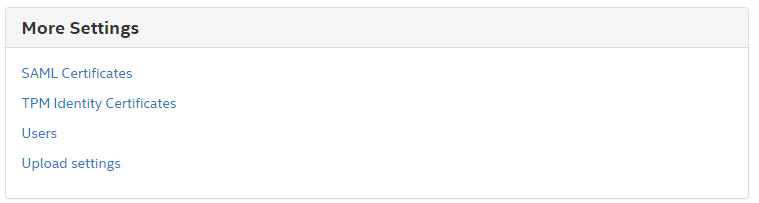 More Settings
SAML Certificates
TPM Identity Certificates
Users
Upload settings